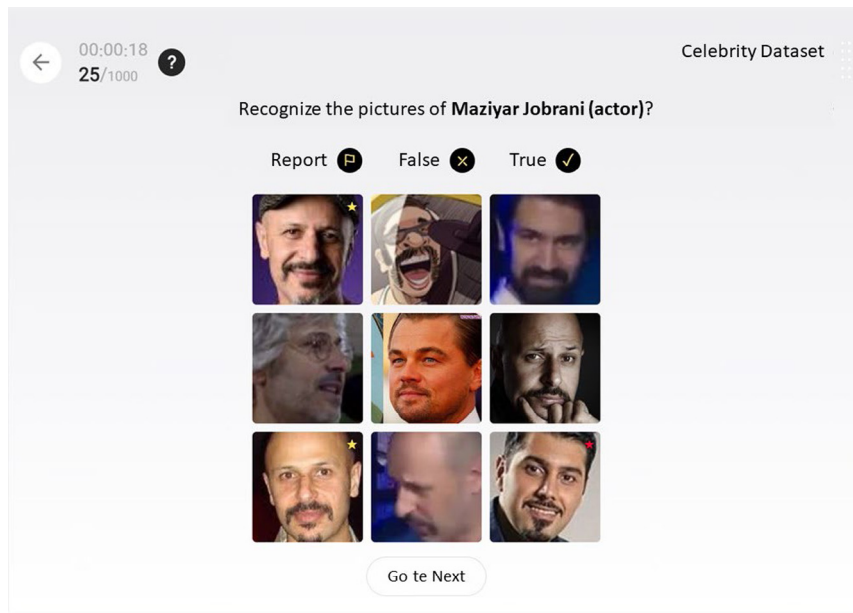 00:00:18
25/1000
?
Celebrity Dataset
Recognize the pictures of Maziyar Jobrani (actor)?
Report False True
Go te Next